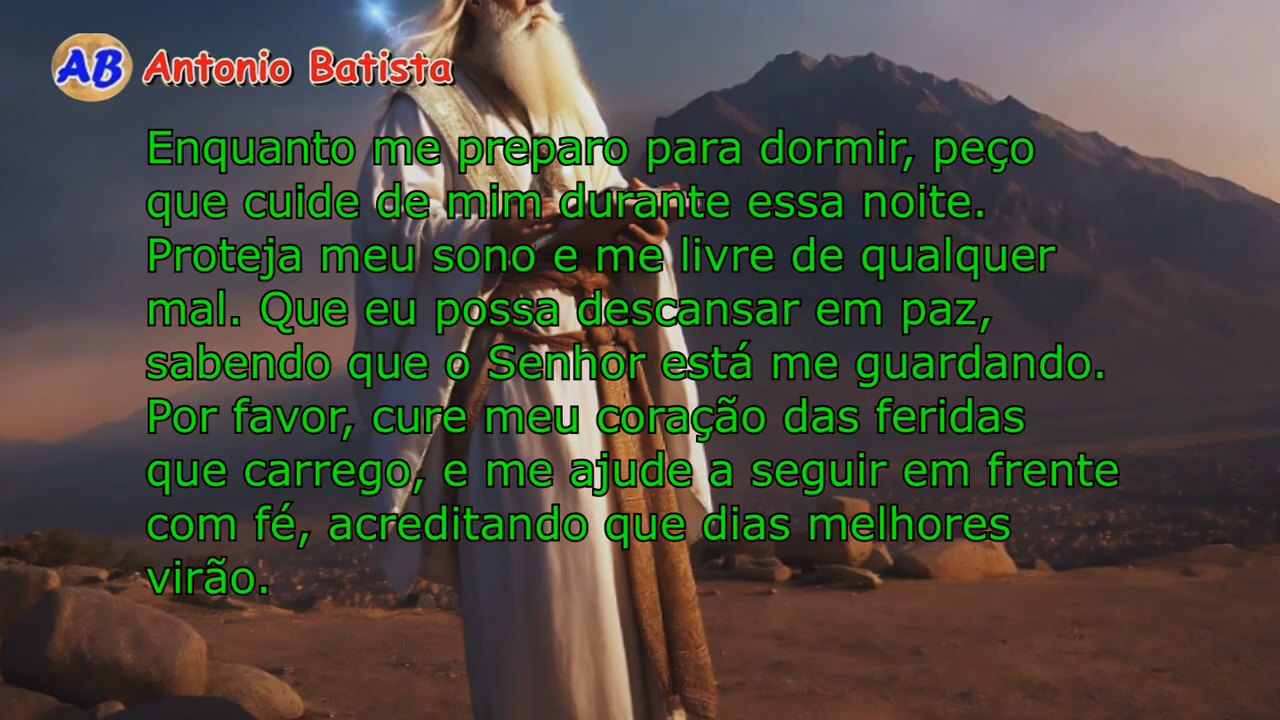 AB Antonio Batista
Enquanto me preparo para dormir, peço
que cuide de mim durante essa noite.
Proteja meu sono e me livre de qualquer
mal. Que eu possa descansar em paz,
sabendo que o Senhor está me guardando.
Por favor, cure meu coração das feridas
que carrego, e me ajude a seguir em frente
com fé, acreditando que dias melhores
virão.